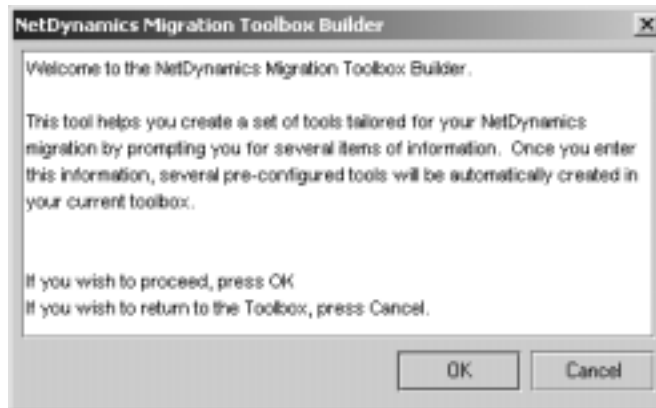 NetDynamics Migration Toolbox Builder
Welcome to the NetDynamics Migration Toolbox Builder.
This tool helps you create a set of tools tailored for your NetDynamics
migration by prompting you for several items of information. Once you enter
this information, several pre-configured tools will be automatically created in
your current toolbox.
If you wish to proceed, press OK
If you wish to return to the Toolbox, press Cancel.
OK Cancel